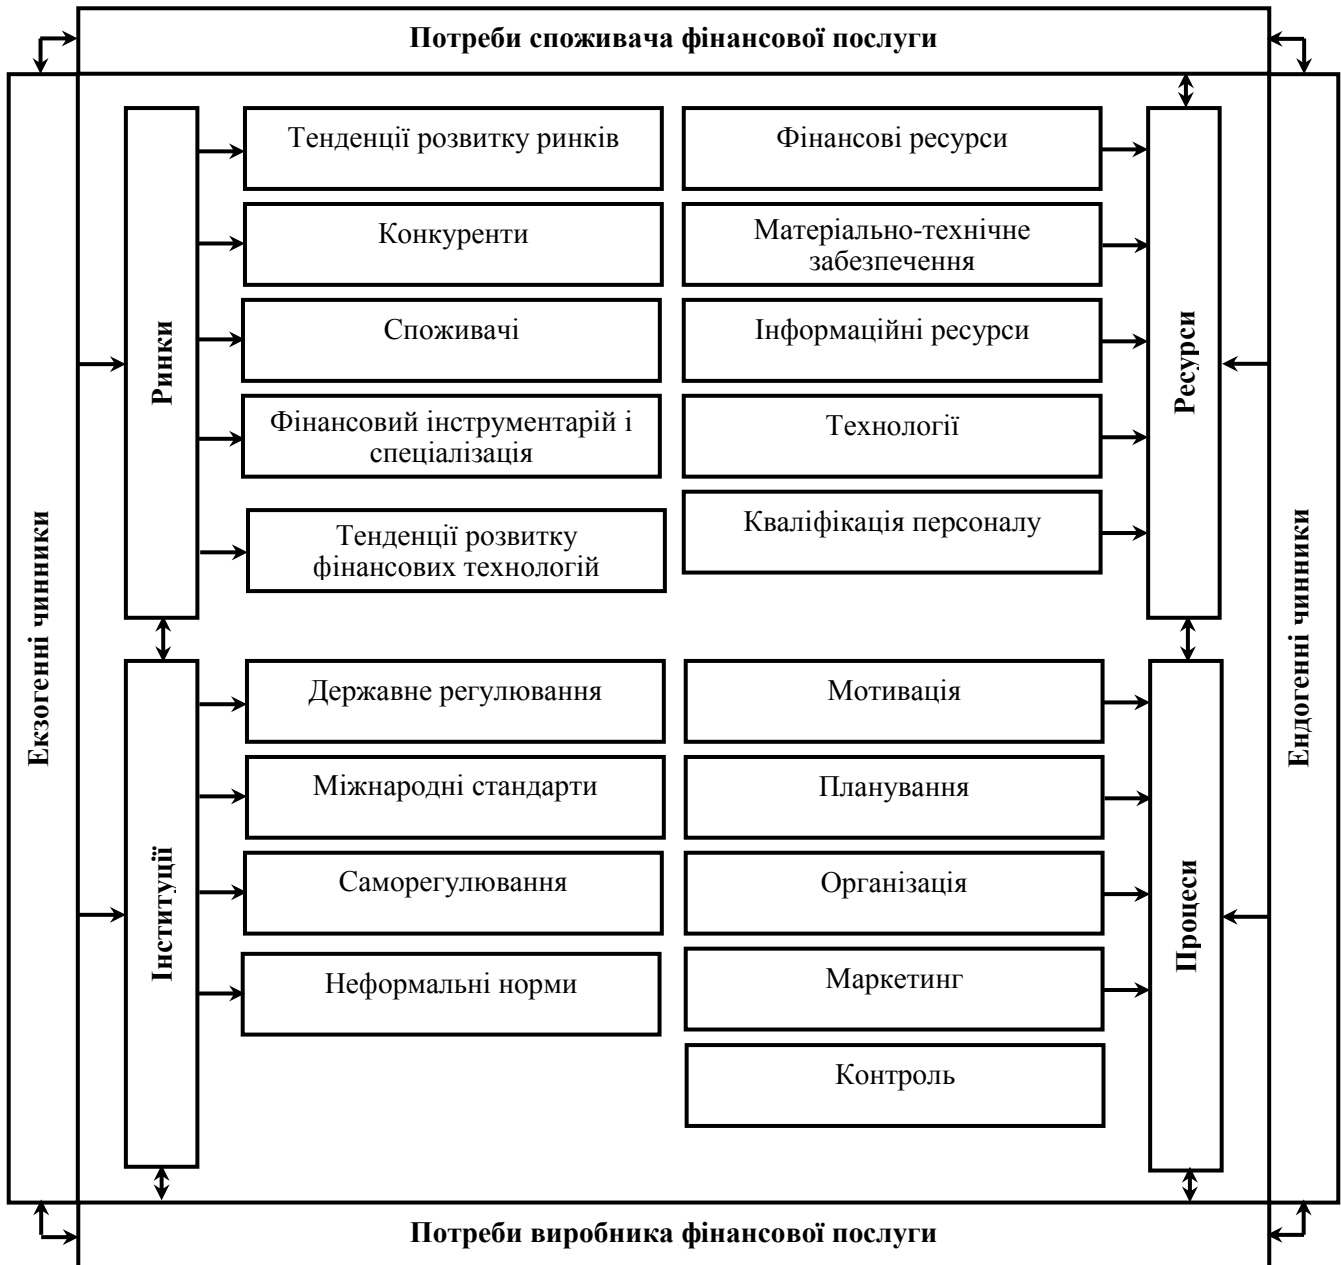 Потреби споживача фінансової послуги
Екзогенні чинники
Ринки
Тенденції розвитку ринків
Конкуренти
Споживачі
Фінансовий інструментарій і
спеціалізація
Тенденції розвитку
фінансових технологій
Фінансові ресурси
Матеріально-технічне
забезпечення
Інформаційні ресурси
Технології
Кваліфікація персоналу
Ресурси
Ендогенні чинники
Інституції
Державне регулювання
Міжнародні стандарти
Саморегулювання
Неформальні норми
Мотивація
Планування
Організація
Маркетинг
Контроль
Процеси
Потреби виробника фінансової послуги